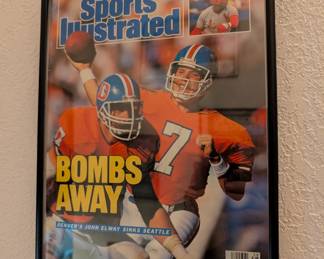 Sports
Illustrated
7
BOMBS
AWAY
DENVER'S JOHN ELWAY SINKS SEATTLE